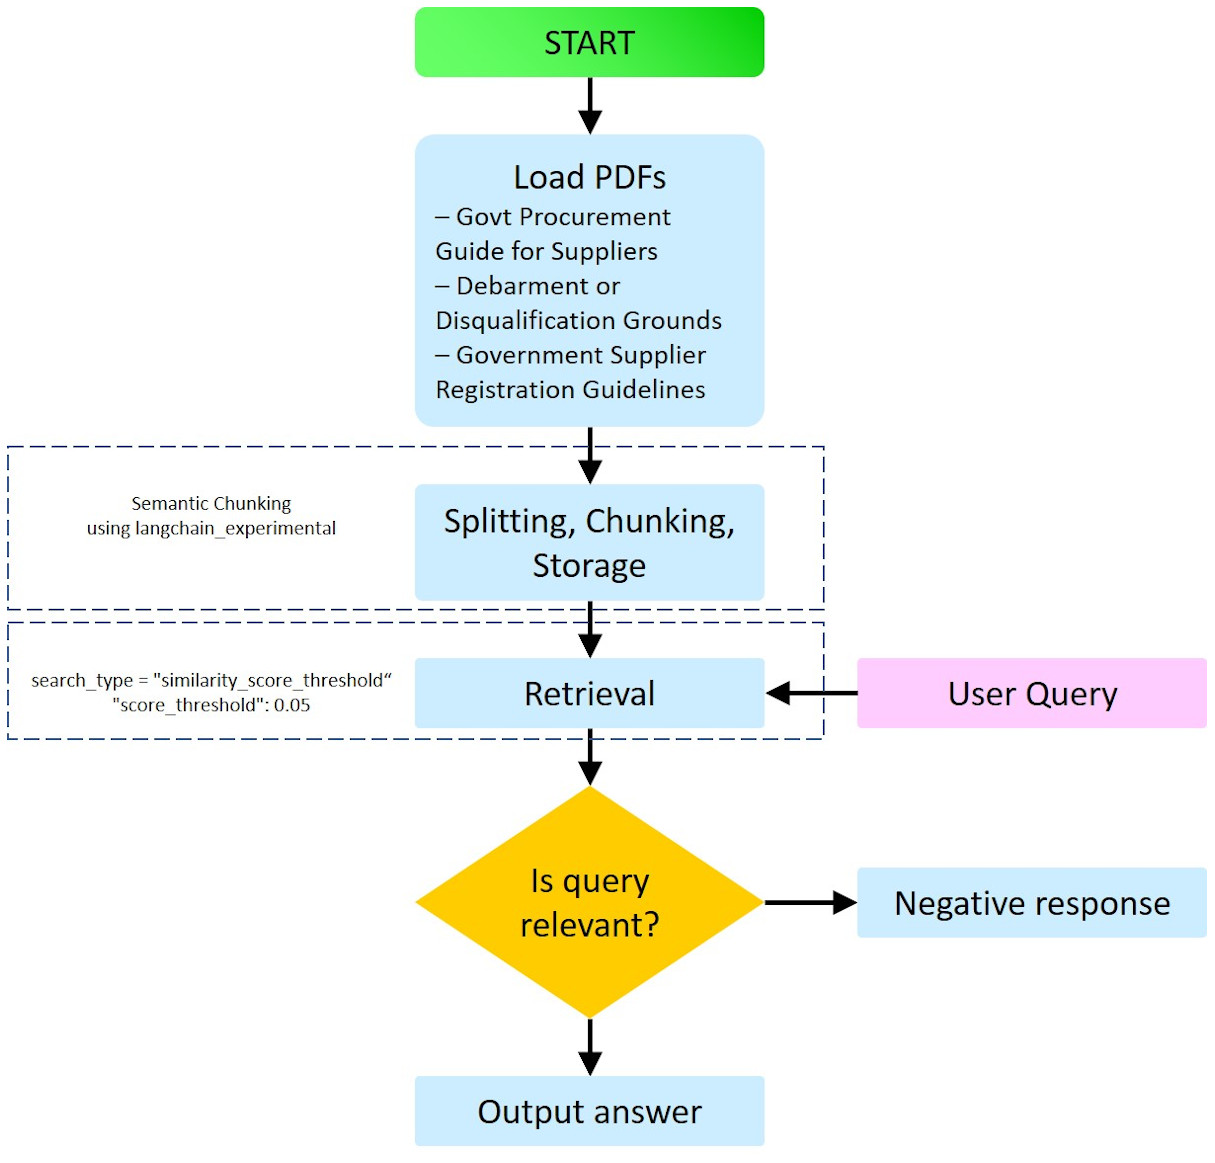 START
Load PDFs
– Govt Procurement
Guide for Suppliers
– Debarment or
Disqualification Grounds
– Government Supplier
Registration Guidelines
Semantic Chunking
using langchain_experimental
Splitting, Chunking,
Storage
search_type = "similarity_score_threshold“
"score_threshold": 0.05
Retrieval
User Query
Is query
relevant?
Negative response
Output answer